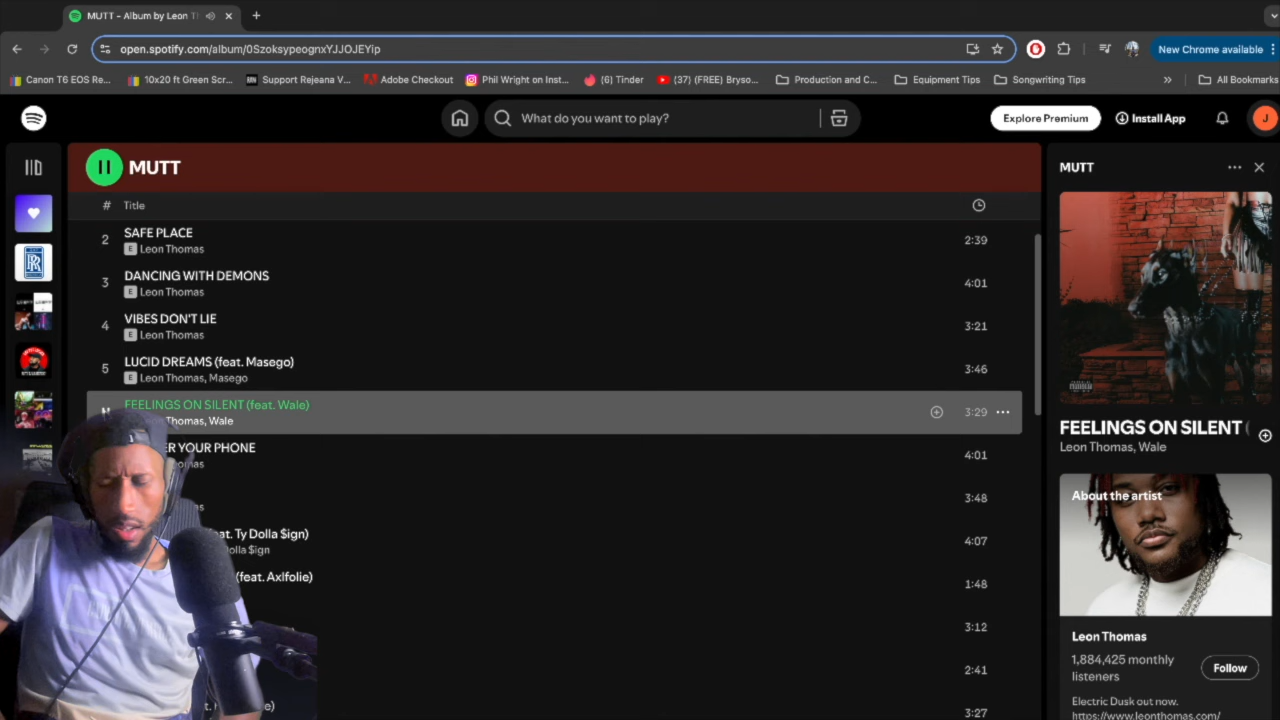 MUTT - Album by Leon T
open.spotify.com/album/0SzoksypeognxYJJOJEYip
New Chrome available
Canon T6 EOS Re...
10x20 ft Green Scr...
Support Rejeana V...
Adobe Checkout
Phil Wright on Inst...
(6) Tinder
(37) (FREE) Bryso...
Production and C...
Equipment Tips
Songwriting Tips
»
All Bookmarks
What do you want to play?
Explore Premium
Install App
J
MUTT
# Title
2 SAFE PLACE 2:39
E Leon Thomas
3 DANCING WITH DEMONS 4:01
E Leon Thomas
4 VIBES DON'T LIE 3:21
E Leon Thomas
5 LUCID DREAMS (feat. Masego) 3:46
E Leon Thomas, Masego
FEELINGS ON SILENT (feat. Wale) 3:29
Thomas, Wale
ER YOUR PHONE 4:01
omas
3:48
as
eat. Ty Dolla $ign) 4:07
Dolla $ign
(feat. Axlfolie) 1:48
3:12
2:41
3:27
MUTT
FEELINGS ON SILENT (
Leon Thomas, Wale
About the artist
Leon Thomas
1,884,425 monthly
listeners
Follow
Electric Dusk out now.
https://www.leonthomas.com/